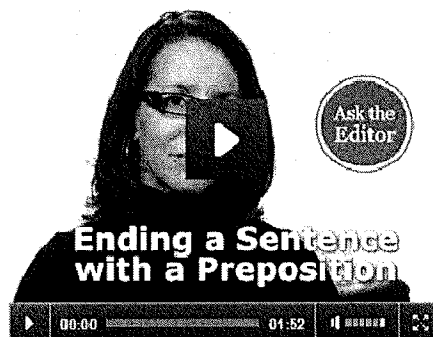 Ask the
Editor
Ending a Sentence
with a Preposition
00:00
01:52